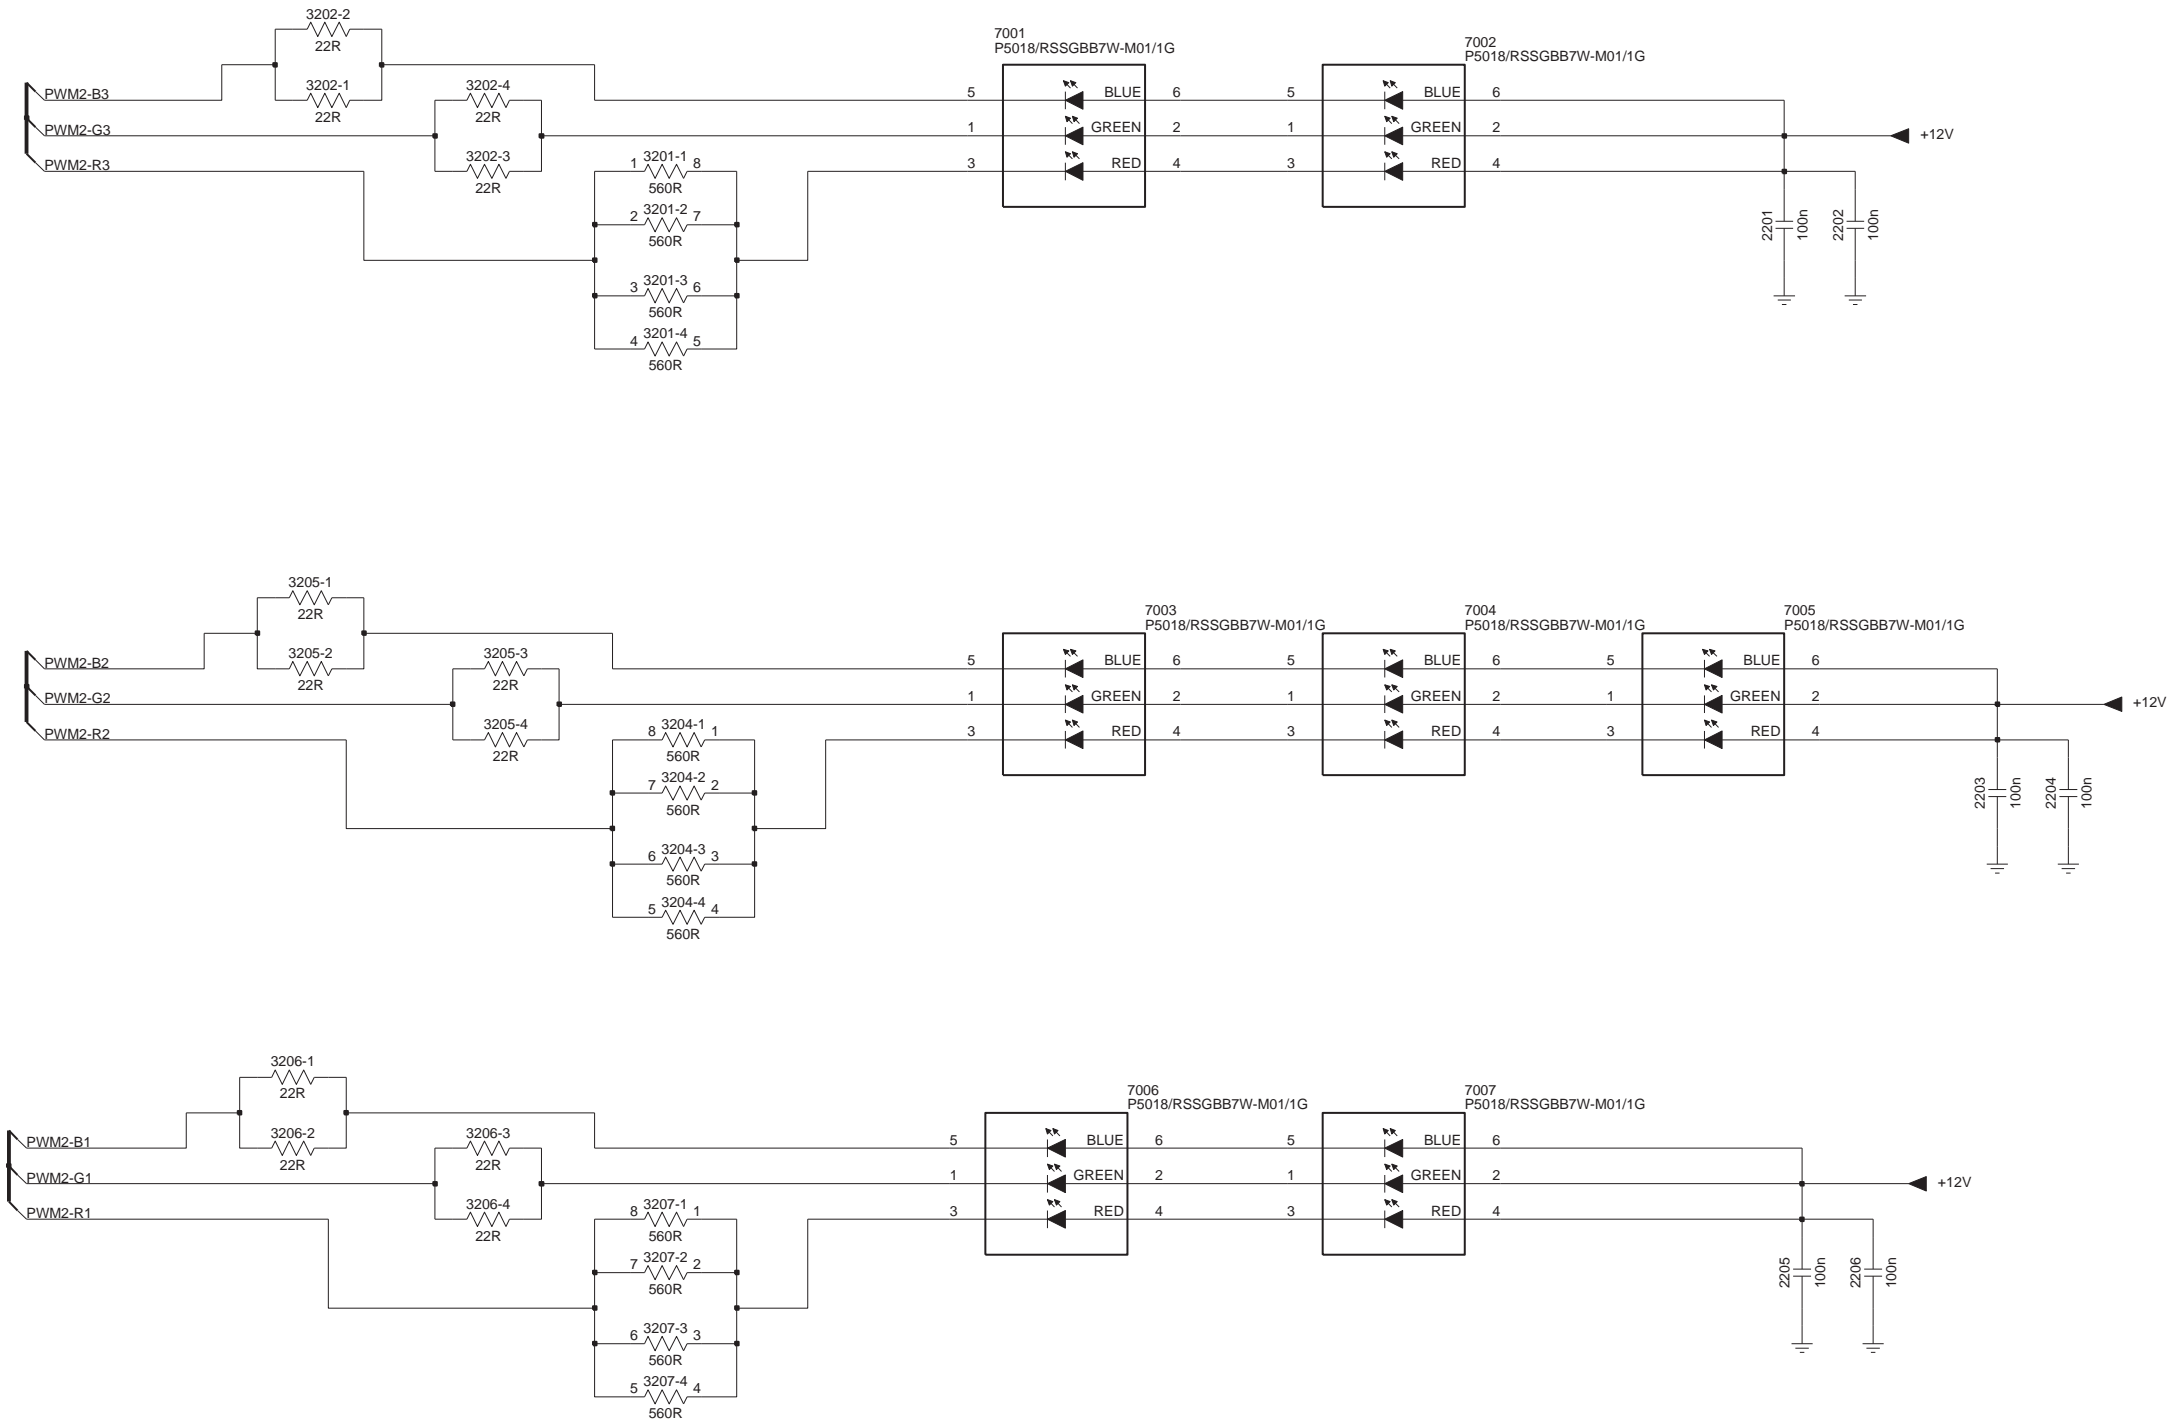 3202-2
22R
3202-1
22R
PWM2-B3
PWM2-G3
PWM2-R3
3202-4
22R
3202-3
22R
1 3201-1 8
560R
2 3201-2 7
560R
3 3201-3 6
560R
4 3201-4 5
560R
7001
P5018/RSSGBB7W-M01/1G
5 BLUE 6
1 GREEN 2
3 RED 4
7002
P5018/RSSGBB7W-M01/1G
5 BLUE 6
1 GREEN 2
3 RED 4
+12V
2201
100n
2202
100n
3205-1
22R
3205-2
22R
PWM2-B2
PWM2-G2
PWM2-R2
3205-3
22R
3205-4
22R
8 3204-1 1
560R
7 3204-2 2
560R
6 3204-3 3
560R
5 3204-4 4
560R
7003
P5018/RSSGBB7W-M01/1G
5 BLUE 6
1 GREEN 2
3 RED 4
7004
P5018/RSSGBB7W-M01/1G
5 BLUE 6
1 GREEN 2
3 RED 4
7005
P5018/RSSGBB7W-M01/1G
5 BLUE 6
1 GREEN 2
3 RED 4
+12V
2203
100n
2204
100n
3206-1
22R
3206-2
22R
PWM2-B1
PWM2-G1
PWM2-R1
3206-3
22R
3206-4
22R
8 3207-1 1
560R
7 3207-2 2
560R
6 3207-3 3
560R
5 3207-4 4
560R
7006
P5018/RSSGBB7W-M01/1G
5 BLUE 6
1 GREEN 2
3 RED 4
7007
P5018/RSSGBB7W-M01/1G
5 BLUE 6
1 GREEN 2
3 RED 4
+12V
2205
100n
2206
100n